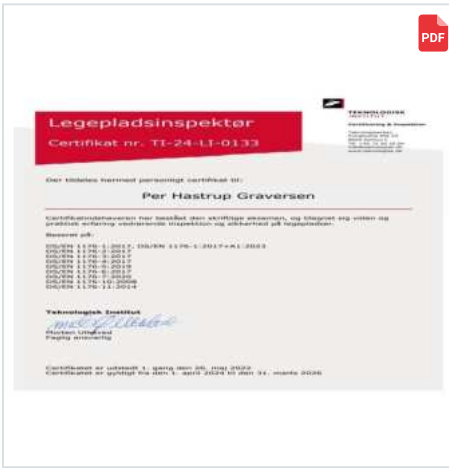 PDF
Legepladsinspektør
Certifikat nr. TI-24-LI-0133
TEKNOLOGISK
INSTITUT
Certificering & Inspektion
Der tildeles hermed personligt certifikat til:
Per Hastrup Graversen
Certifikatindehaveren har bestået den skriftlige eksamen, og tilegnet sig viden og
praktisk erfaring vedrørende inspektion og sikkerhed på legepladser.
Baseret på:
DS/EN 1176-1:2017, DS/EN 1176-1:2017+A1:2023
DS/EN 1176-2:2017
DS/EN 1176-3:2017
DS/EN 1176-4:2017
DS/EN 1176-5:2019
DS/EN 1176-6:2017
DS/EN 1176-7:2020
DS/EN 1176-10:2008
DS/EN 1176-11:2014
Teknologisk Institut
Morten
Faglig ansvarlig
Certifikatet er udstedt 1. gang den 26. maj
Certifikatet er gyldigt fra den 1. april 2024 til den 31. marts 2026